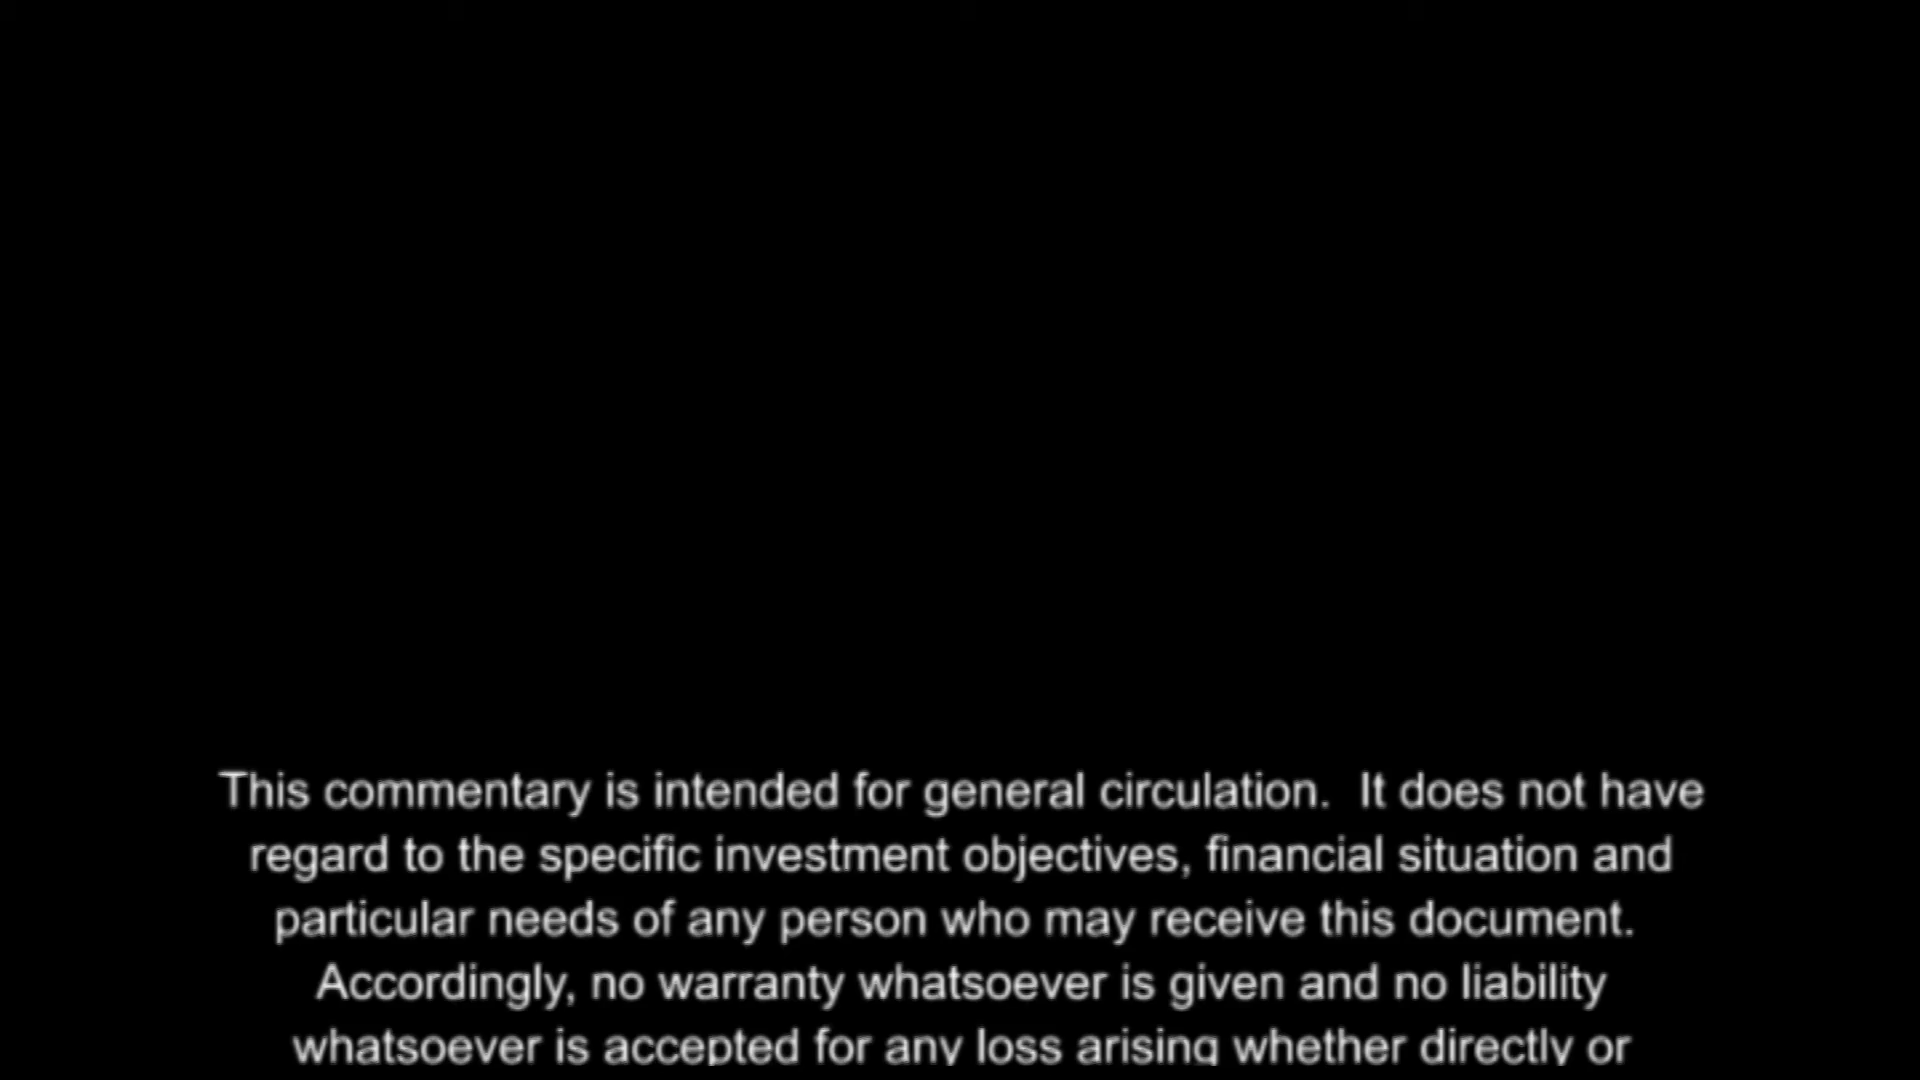 This commentary is intended for general circulation.  It does not have
regard to the specific investment objectives, financial situation and
particular needs of any person who may receive this document.
Accordingly, no warranty whatsoever is given and no liability
whatsoever is accepted for any loss arising whether directly or